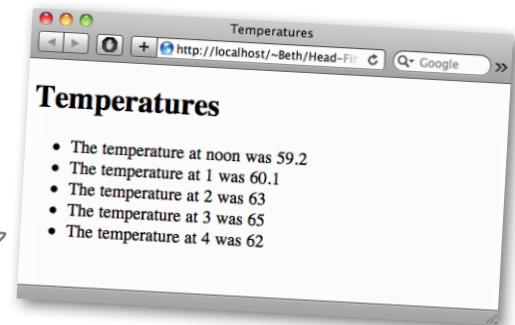 Temperatures
http://localhost/~Beth/Head-Fir
Google
Temperatures
The temperature at noon was 59.2
The temperature at 1 was 60.1
The temperature at 2 was 63
The temperature at 3 was 65
The temperature at 4 was 62